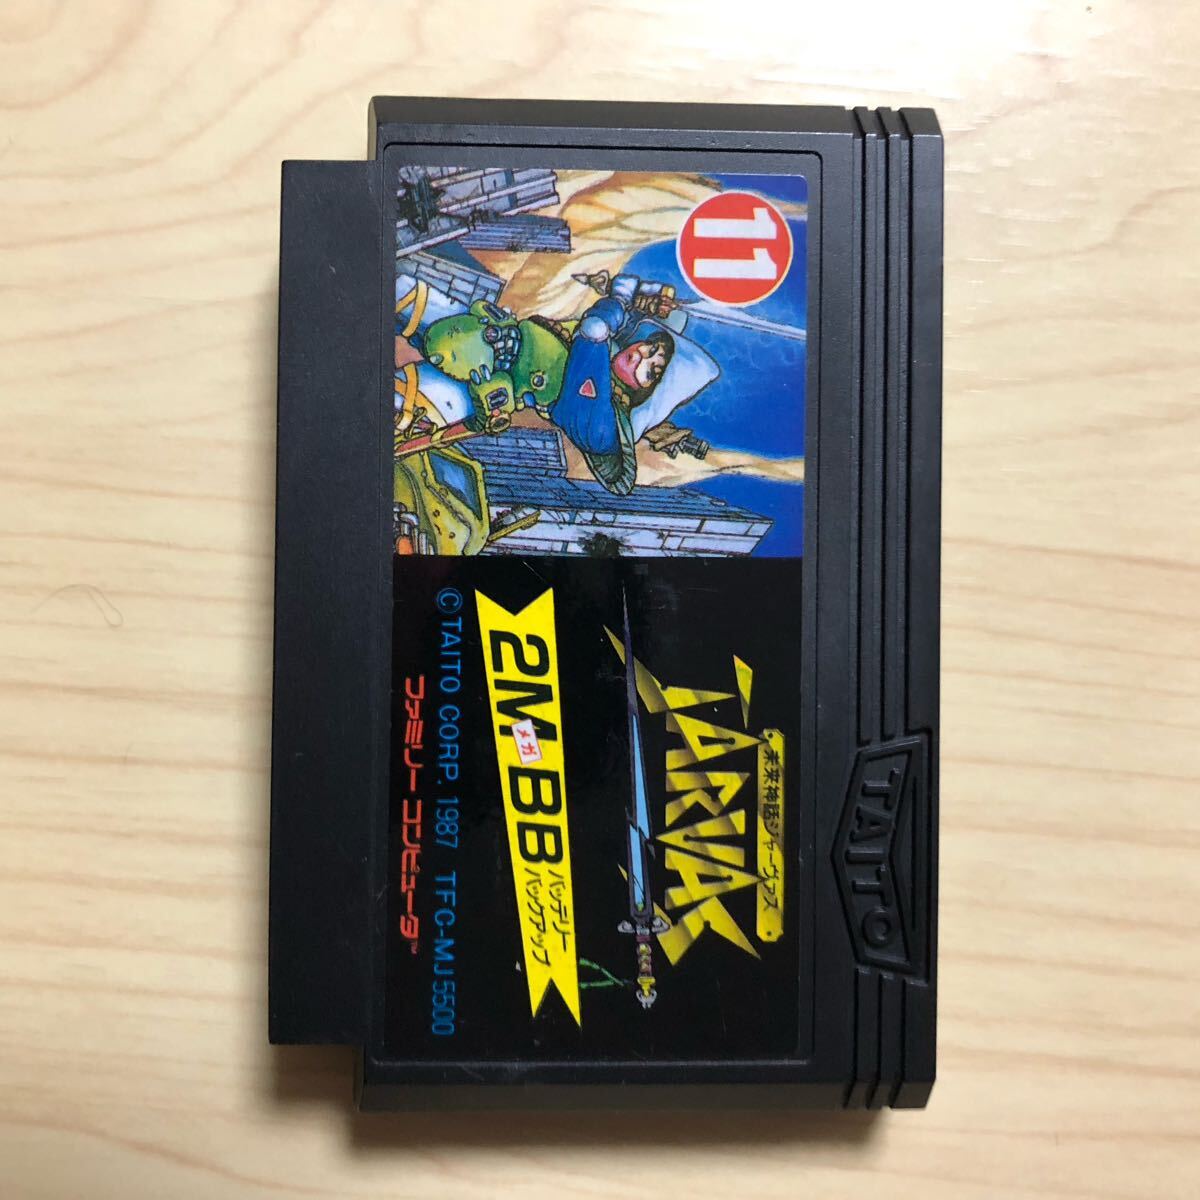 TAITO
11
未来神話ジャーヴァス
JARVAS
2M BB
メガ
バッテリー
バックアップ
©TAITO CORP. 1987 TFC-MJ5500
ファミリー コンピュータ™